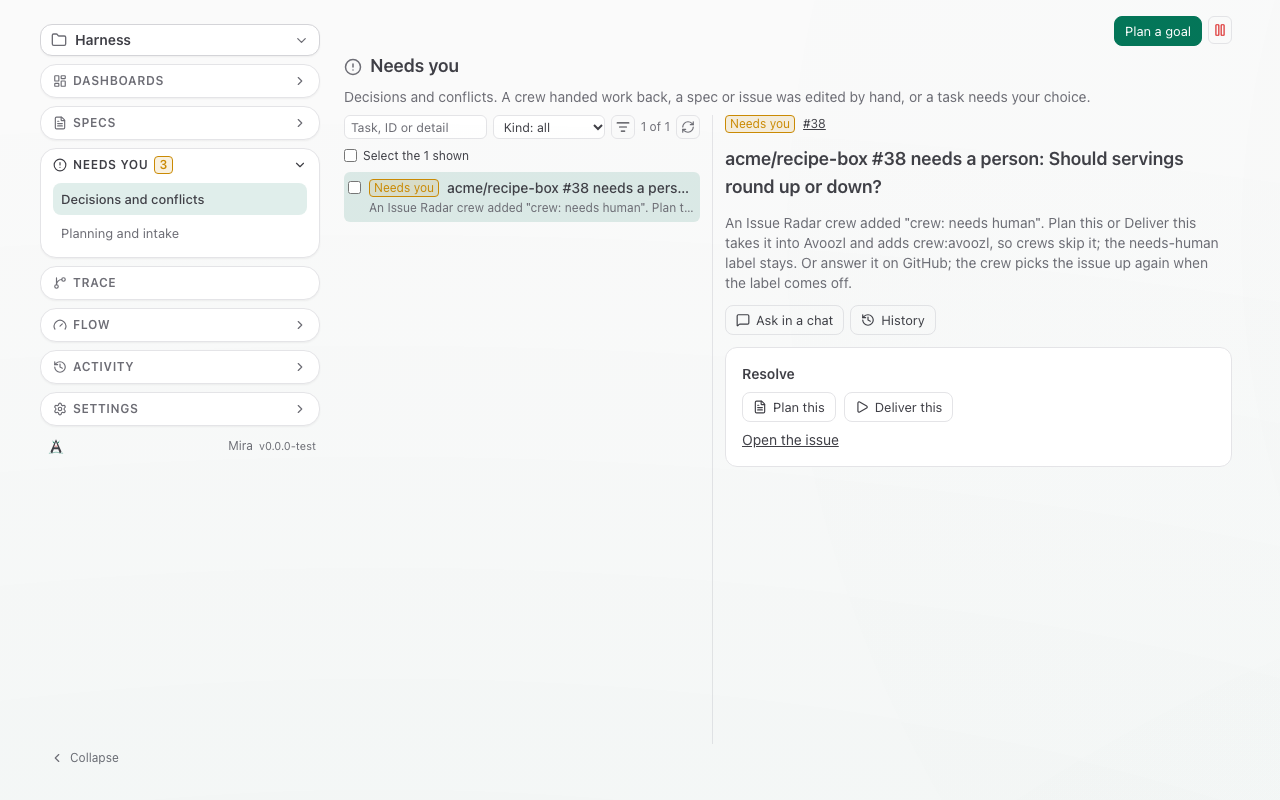 Harness
DASHBOARDS
SPECS
NEEDS YOU 3
Decisions and conflicts
Planning and intake
TRACE
FLOW
ACTIVITY
SETTINGS
Mira v0.0.0-test
Collapse
Plan a goal
Needs you
Decisions and conflicts. A crew handed work back, a spec or issue was edited by hand, or a task needs your choice.
Task, ID or detail
Kind: all
1 of 1
Select the 1 shown
Needs you acme/recipe-box #38 needs a pers...
An Issue Radar crew added "crew: needs human". Plan t...
Needs you #38
acme/recipe-box #38 needs a person: Should servings
round up or down?
An Issue Radar crew added "crew: needs human". Plan this or Deliver this
takes it into Avoozl and adds crew:avoozl, so crews skip it; the needs-human
label stays. Or answer it on GitHub; the crew picks the issue up again when
the label comes off.
Ask in a chat
History
Resolve
Plan this
Deliver this
Open the issue